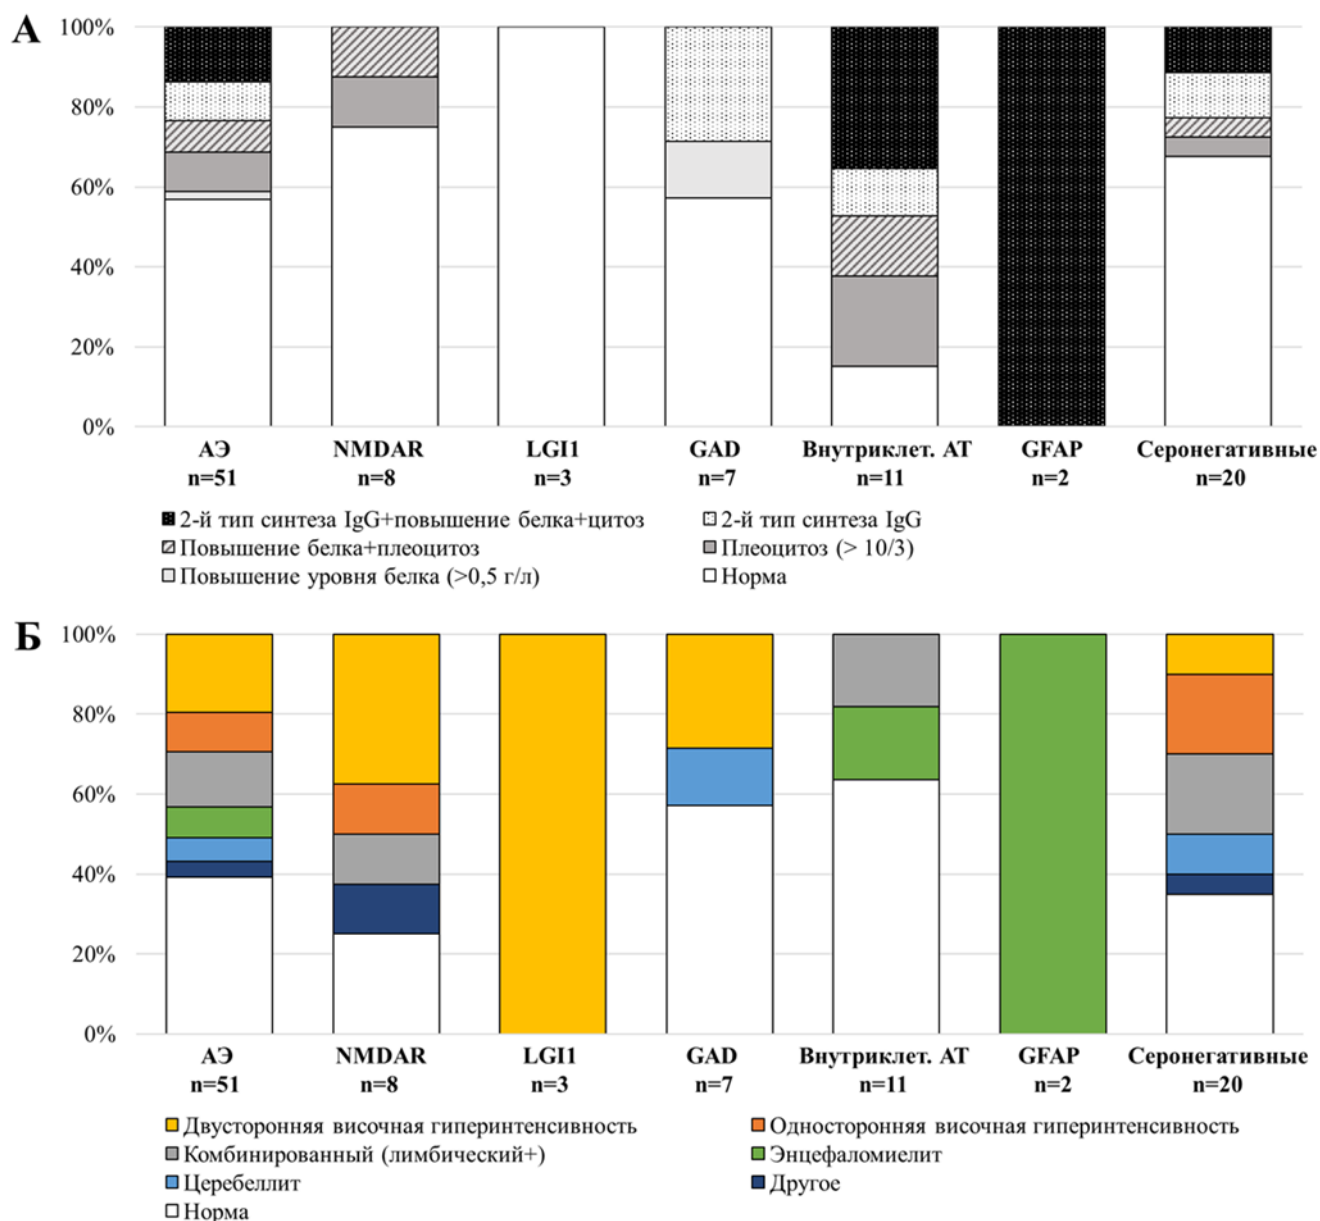 А
100%
80%
60%
40%
20%
0%
АЭ NMDAR LGI1 GAD Внутриклет. АТ GFAP Серонегативные
n=51 n=8 n=3 n=7 n=11 n=2 n=20
2-й тип синтеза IgG+повышение белка+цитоз 2-й тип синтеза IgG
Повышение белка+плеоцитоз Плеоцитоз (> 10/3)
Повышение уровня белка (>0,5 г/л) Норма
Б
100%
80%
60%
40%
20%
0%
АЭ NMDAR LGI1 GAD Внутриклет. АТ GFAP Серонегативные
n=51 n=8 n=3 n=7 n=11 n=2 n=20
Двусторонняя височная гиперинтенсивность Односторонняя височная гиперинтенсивность
Комбинированный (лимбический+) Энцефаломиелит
Церебеллит Другое
Норма